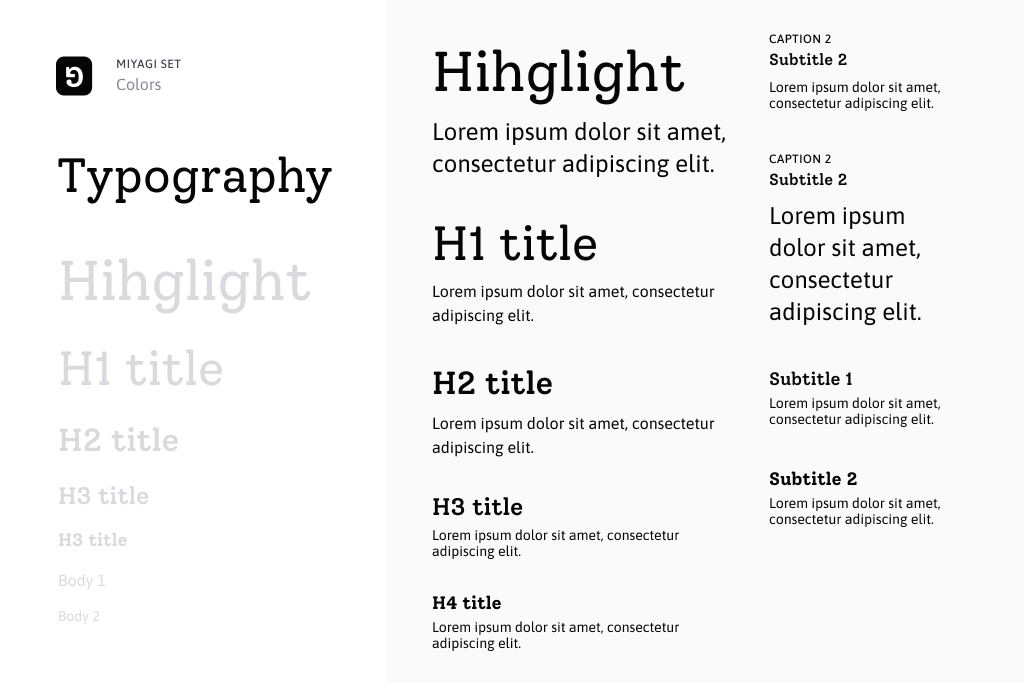 MIYAGI SET
Colors
Typography
Hihglight
H1 title
H2 title
H3 title
H3 title
Body 1
Body 2
Hihglight
Lorem ipsum dolor sit amet,
consectetur adipiscing elit.
H1 title
Lorem ipsum dolor sit amet, consectetur
adipiscing elit.
H2 title
Lorem ipsum dolor sit amet, consectetur
adipiscing elit.
H3 title
Lorem ipsum dolor sit amet, consectetur
adipiscing elit.
H4 title
Lorem ipsum dolor sit amet, consectetur
adipiscing elit.
CAPTION 2
Subtitle 2
Lorem ipsum dolor sit amet,
consectetur adipiscing elit.
CAPTION 2
Subtitle 2
Lorem ipsum
dolor sit amet,
consectetur
adipiscing elit.
Subtitle 1
Lorem ipsum dolor sit amet,
consectetur adipiscing elit.
Subtitle 2
Lorem ipsum dolor sit amet,
consectetur adipiscing elit.